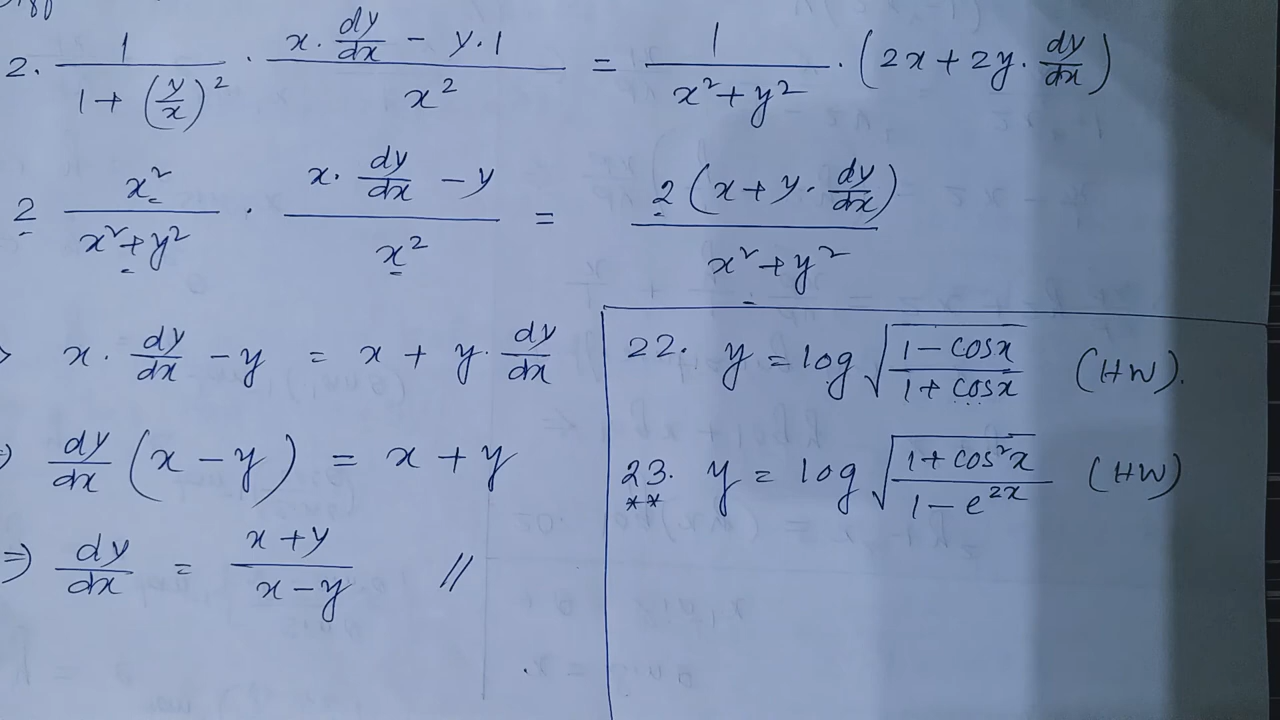 2. 1 / (1 + (y/x)²) · (x · dy/dx − y · 1) / x² = 1 / (x² + y²) · (2x + 2y · dy/dx)
2 x² / (x² + y²) · (x · dy/dx − y) / x² = 2 (x + y · dy/dx) / (x² + y²)
x · dy/dx − y = x + y · dy/dx
⇒ dy/dx (x − y) = x + y
⇒ dy/dx = (x + y) / (x − y) //
22. y = log √((1 − cosx) / (1 + cosx)) (HW).
23. y = log √((1 + cos²x) / (1 − e^(2x))) (HW)
**